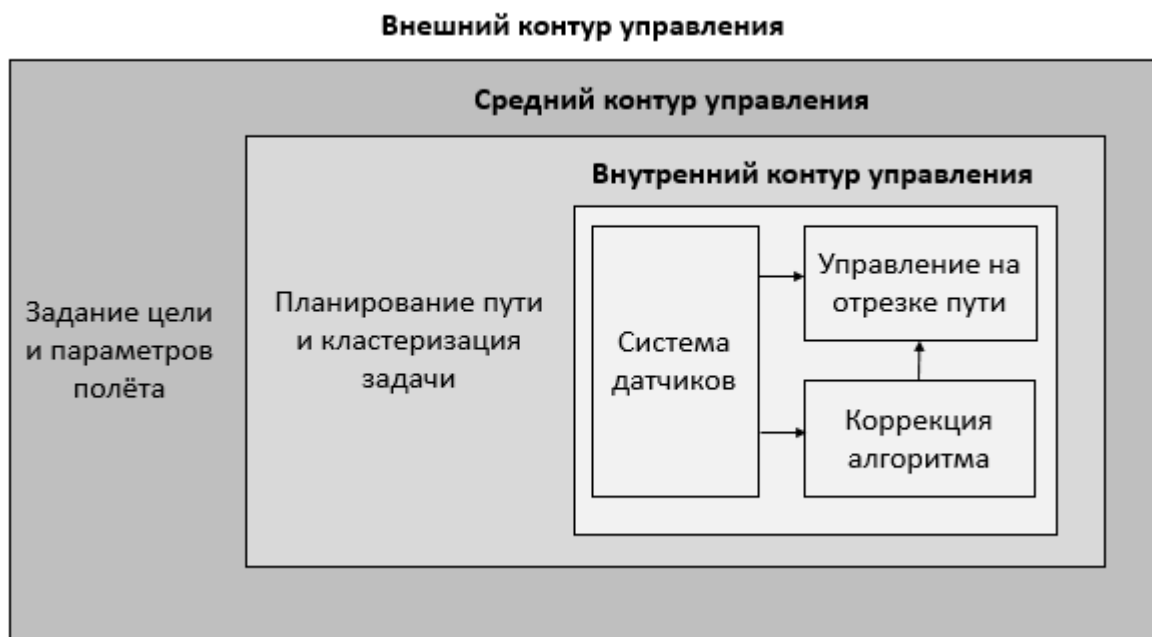 Внешний контур управления
Средний контур управления
Внутренний контур управления
Задание цели
и параметров
полёта
Планирование пути
и кластеризация
задачи
Система
датчиков
Управление на
отрезке пути
Коррекция
алгоритма